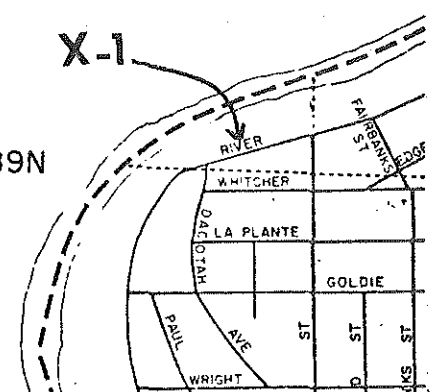 X-1
RIVER
FAIRBANKS
ST
39N
EDGE
WHITCHER
DACOTAH
LA PLANTE
GOLDIE
PAUL
AVE
ST
ST
ST
WRIGHT